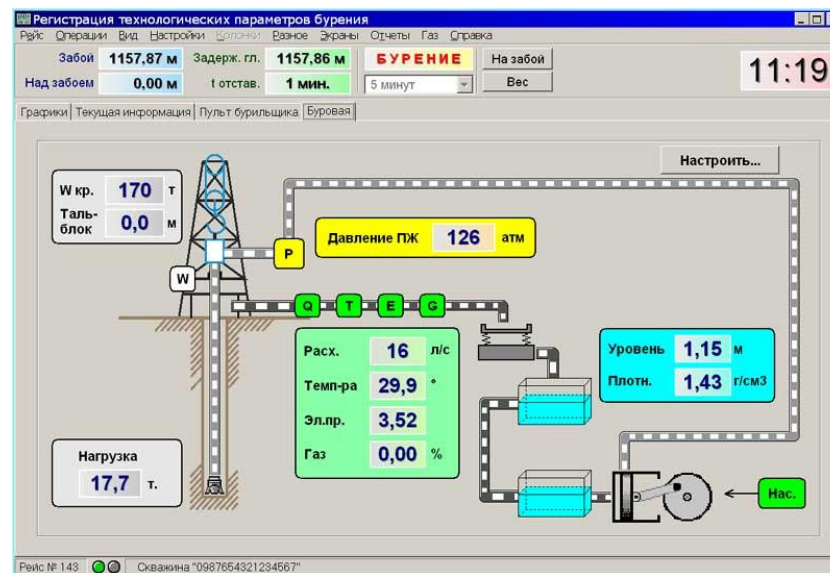 Регистрация технологических параметров бурения
Рейс Операции Вид Настройки Колонки Разное Экраны Отчеты Газ Справка
Забой 1157,87 м Задерж. гл. 1157,86 м БУРЕНИЕ На забой
11:19
Над забоем 0,00 м t отстав. 1 мин. 5 минут Вес
Графики Текущая информация Пульт бурильщика Буровая
Настроить...
W кр. 170 т
Таль-
блок 0,0 м
Давление ПЖ 126 атм
P
W
Q T E G
Расх. 16 л/с
Темп-ра 29,9 °
Эл.пр. 3,52
Газ 0,00 %
Уровень 1,15 м
Плотн. 1,43 г/см3
Нагрузка
17,7 т.
Нас.
Рейс № 143 Скважина "0987654321234567"